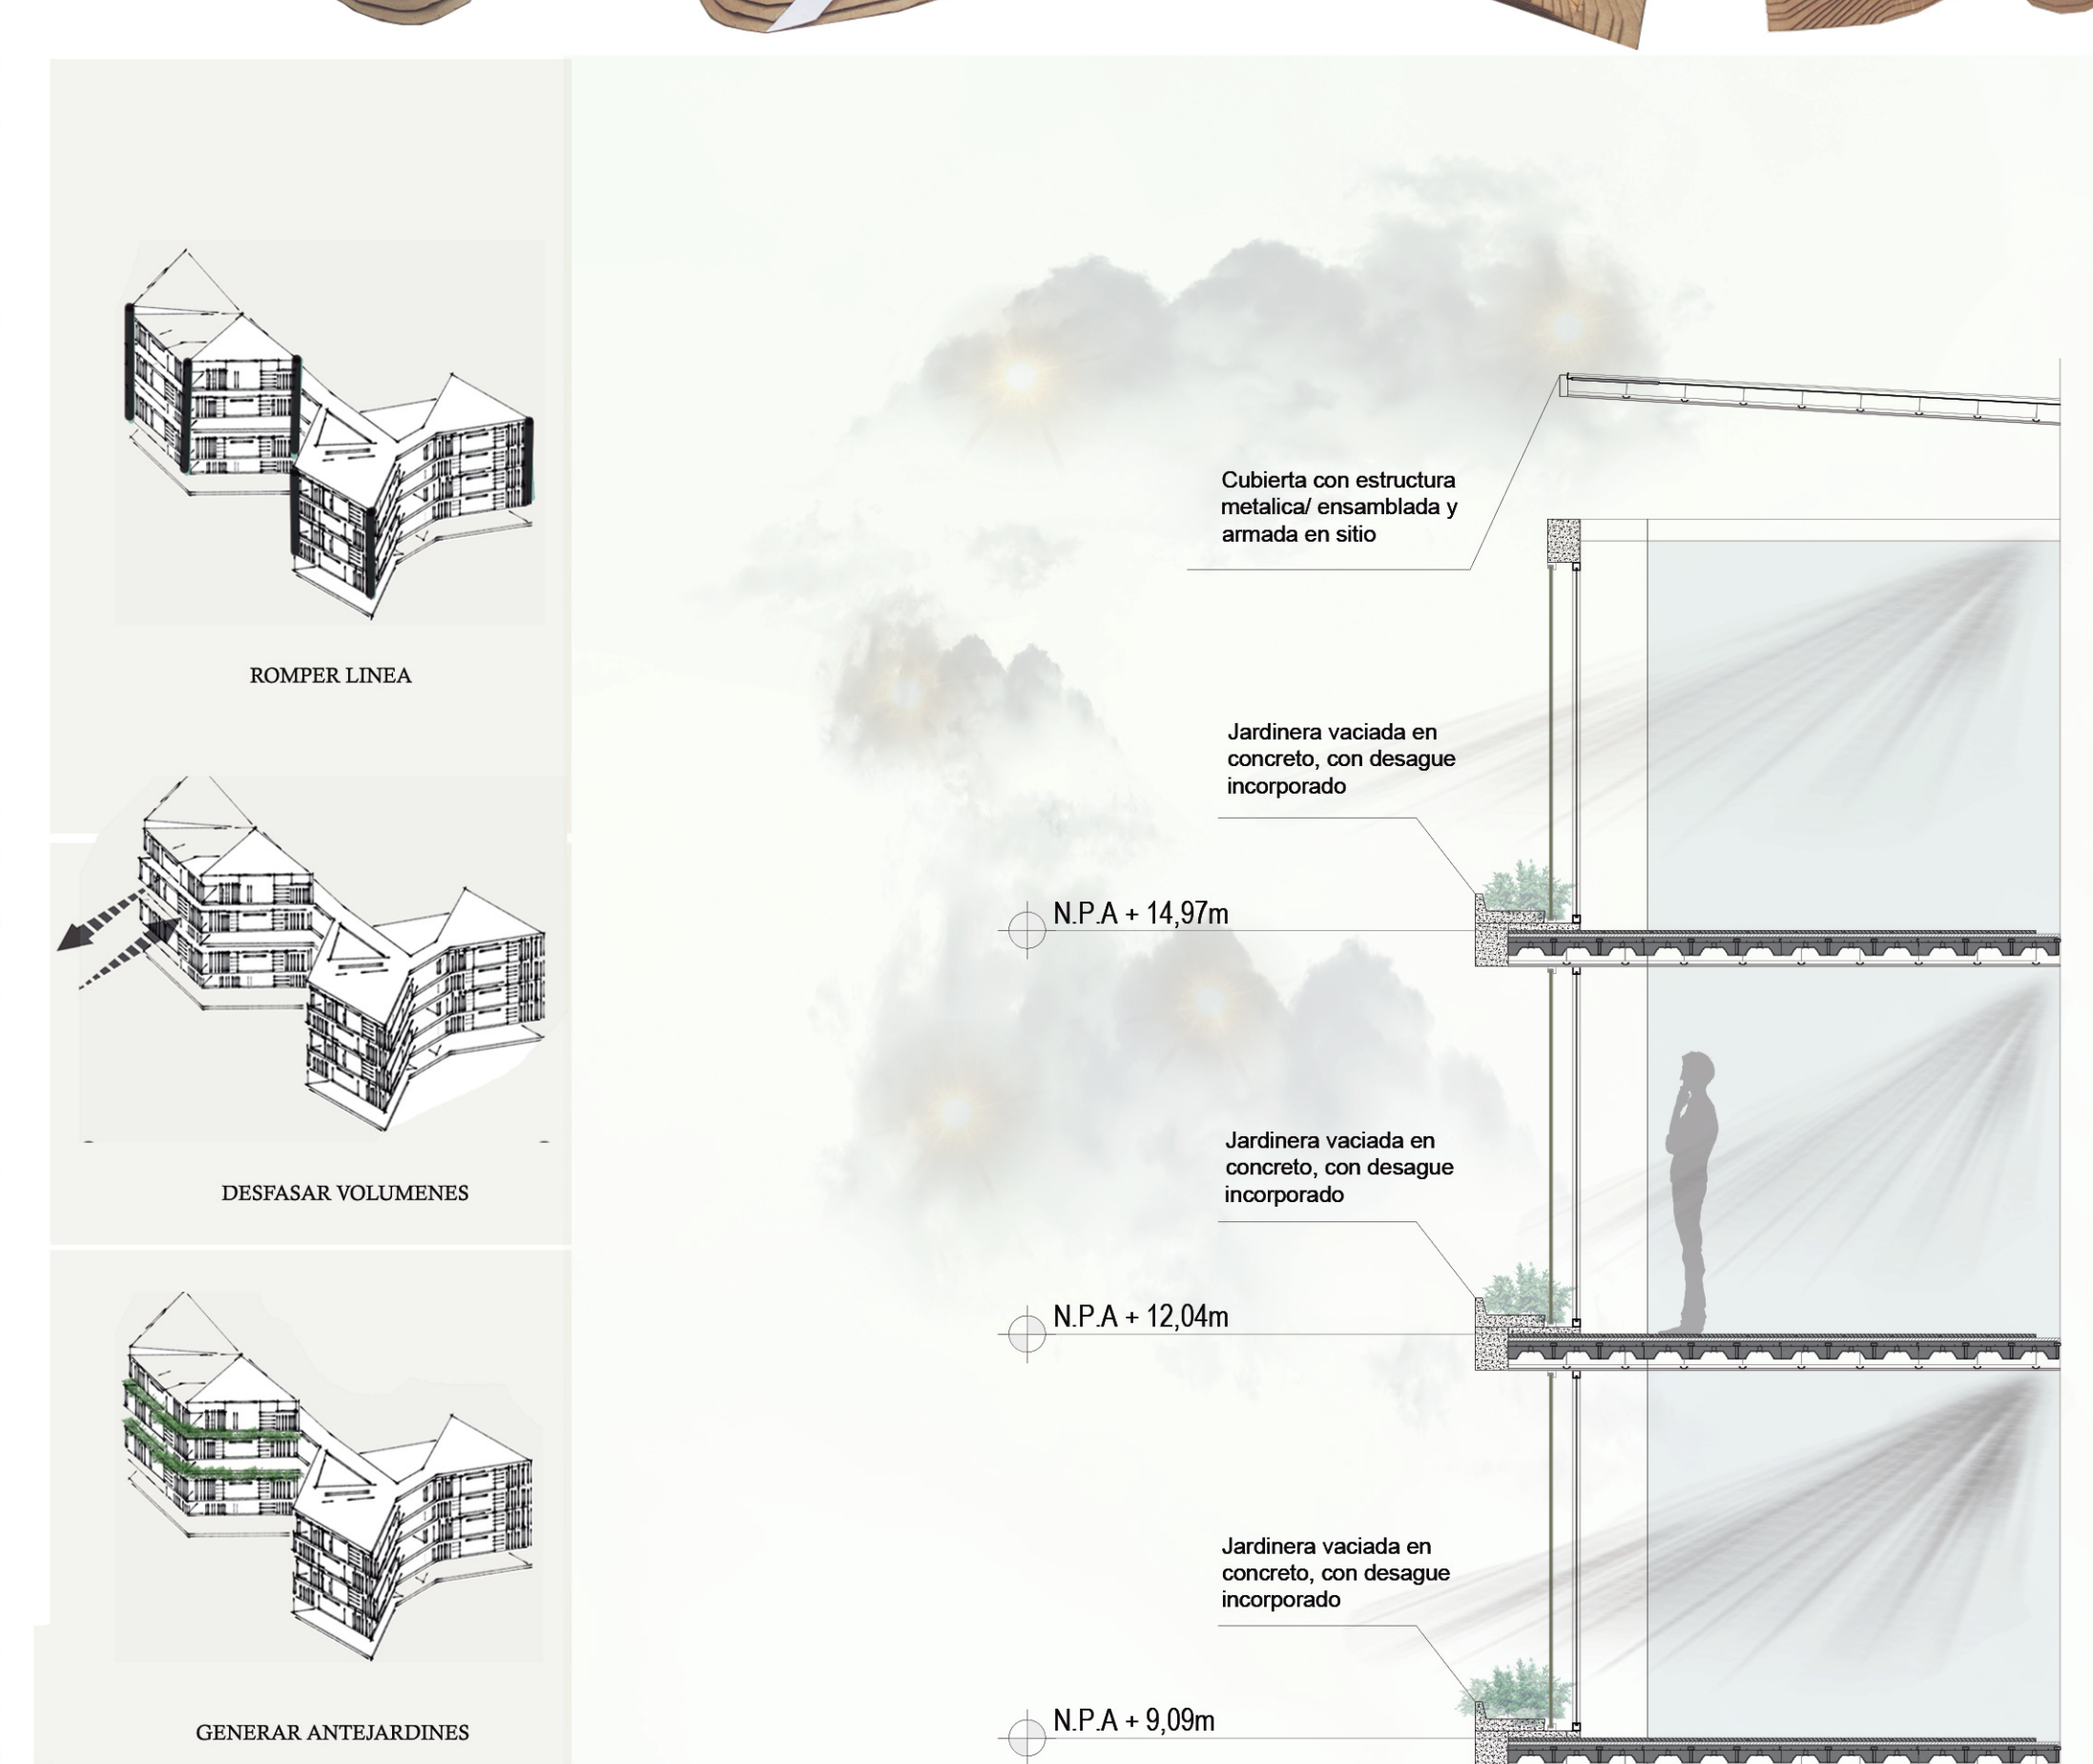 ROMPER LINEA
DESFASAR VOLUMENES
GENERAR ANTEJARDINES
Cubierta con estructura
metalica/ ensamblada y
armada en sitio
Jardinera vaciada en
concreto, con desague
incorporado
N.P.A + 14,97m
Jardinera vaciada en
concreto, con desague
incorporado
N.P.A + 12,04m
Jardinera vaciada en
concreto, con desague
incorporado
N.P.A + 9,09m